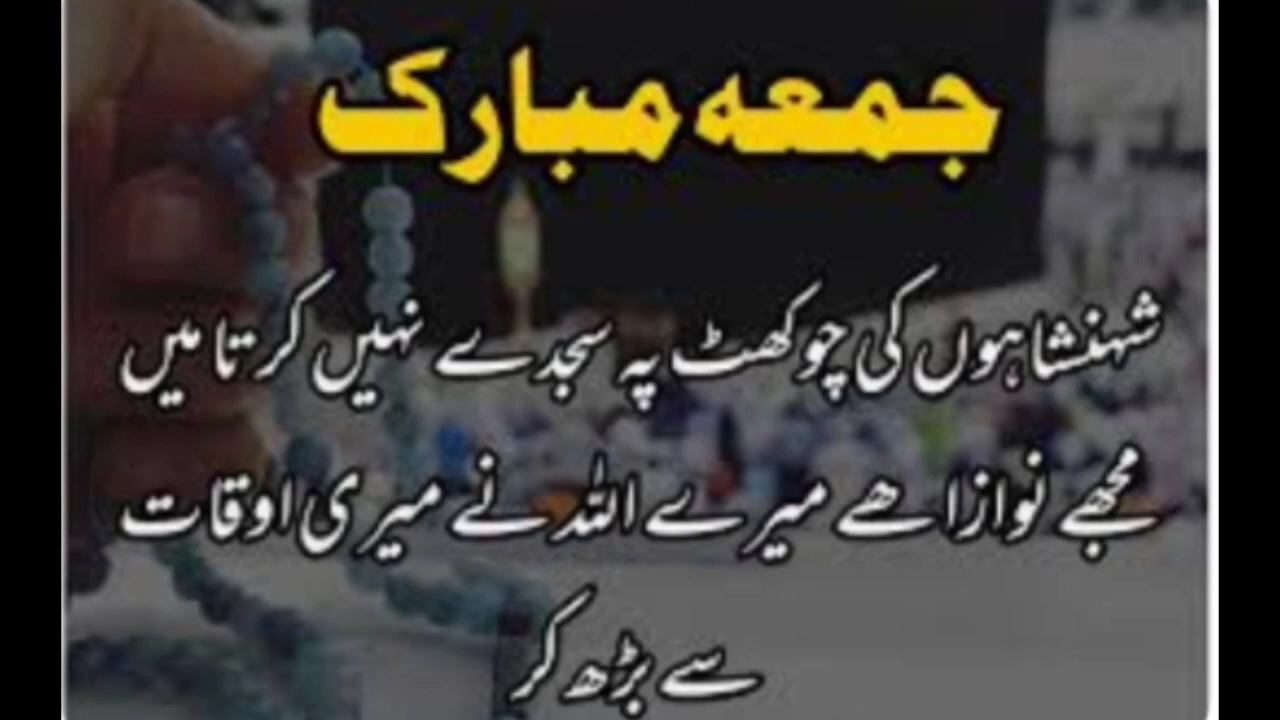 جمعہ مبارک
شہنشاہوں کی چوکھٹ پہ سجدے نہیں کرتا میں
مجھے نوازا ھے میرے اللہ نے میری اوقات
سے بڑھ کر